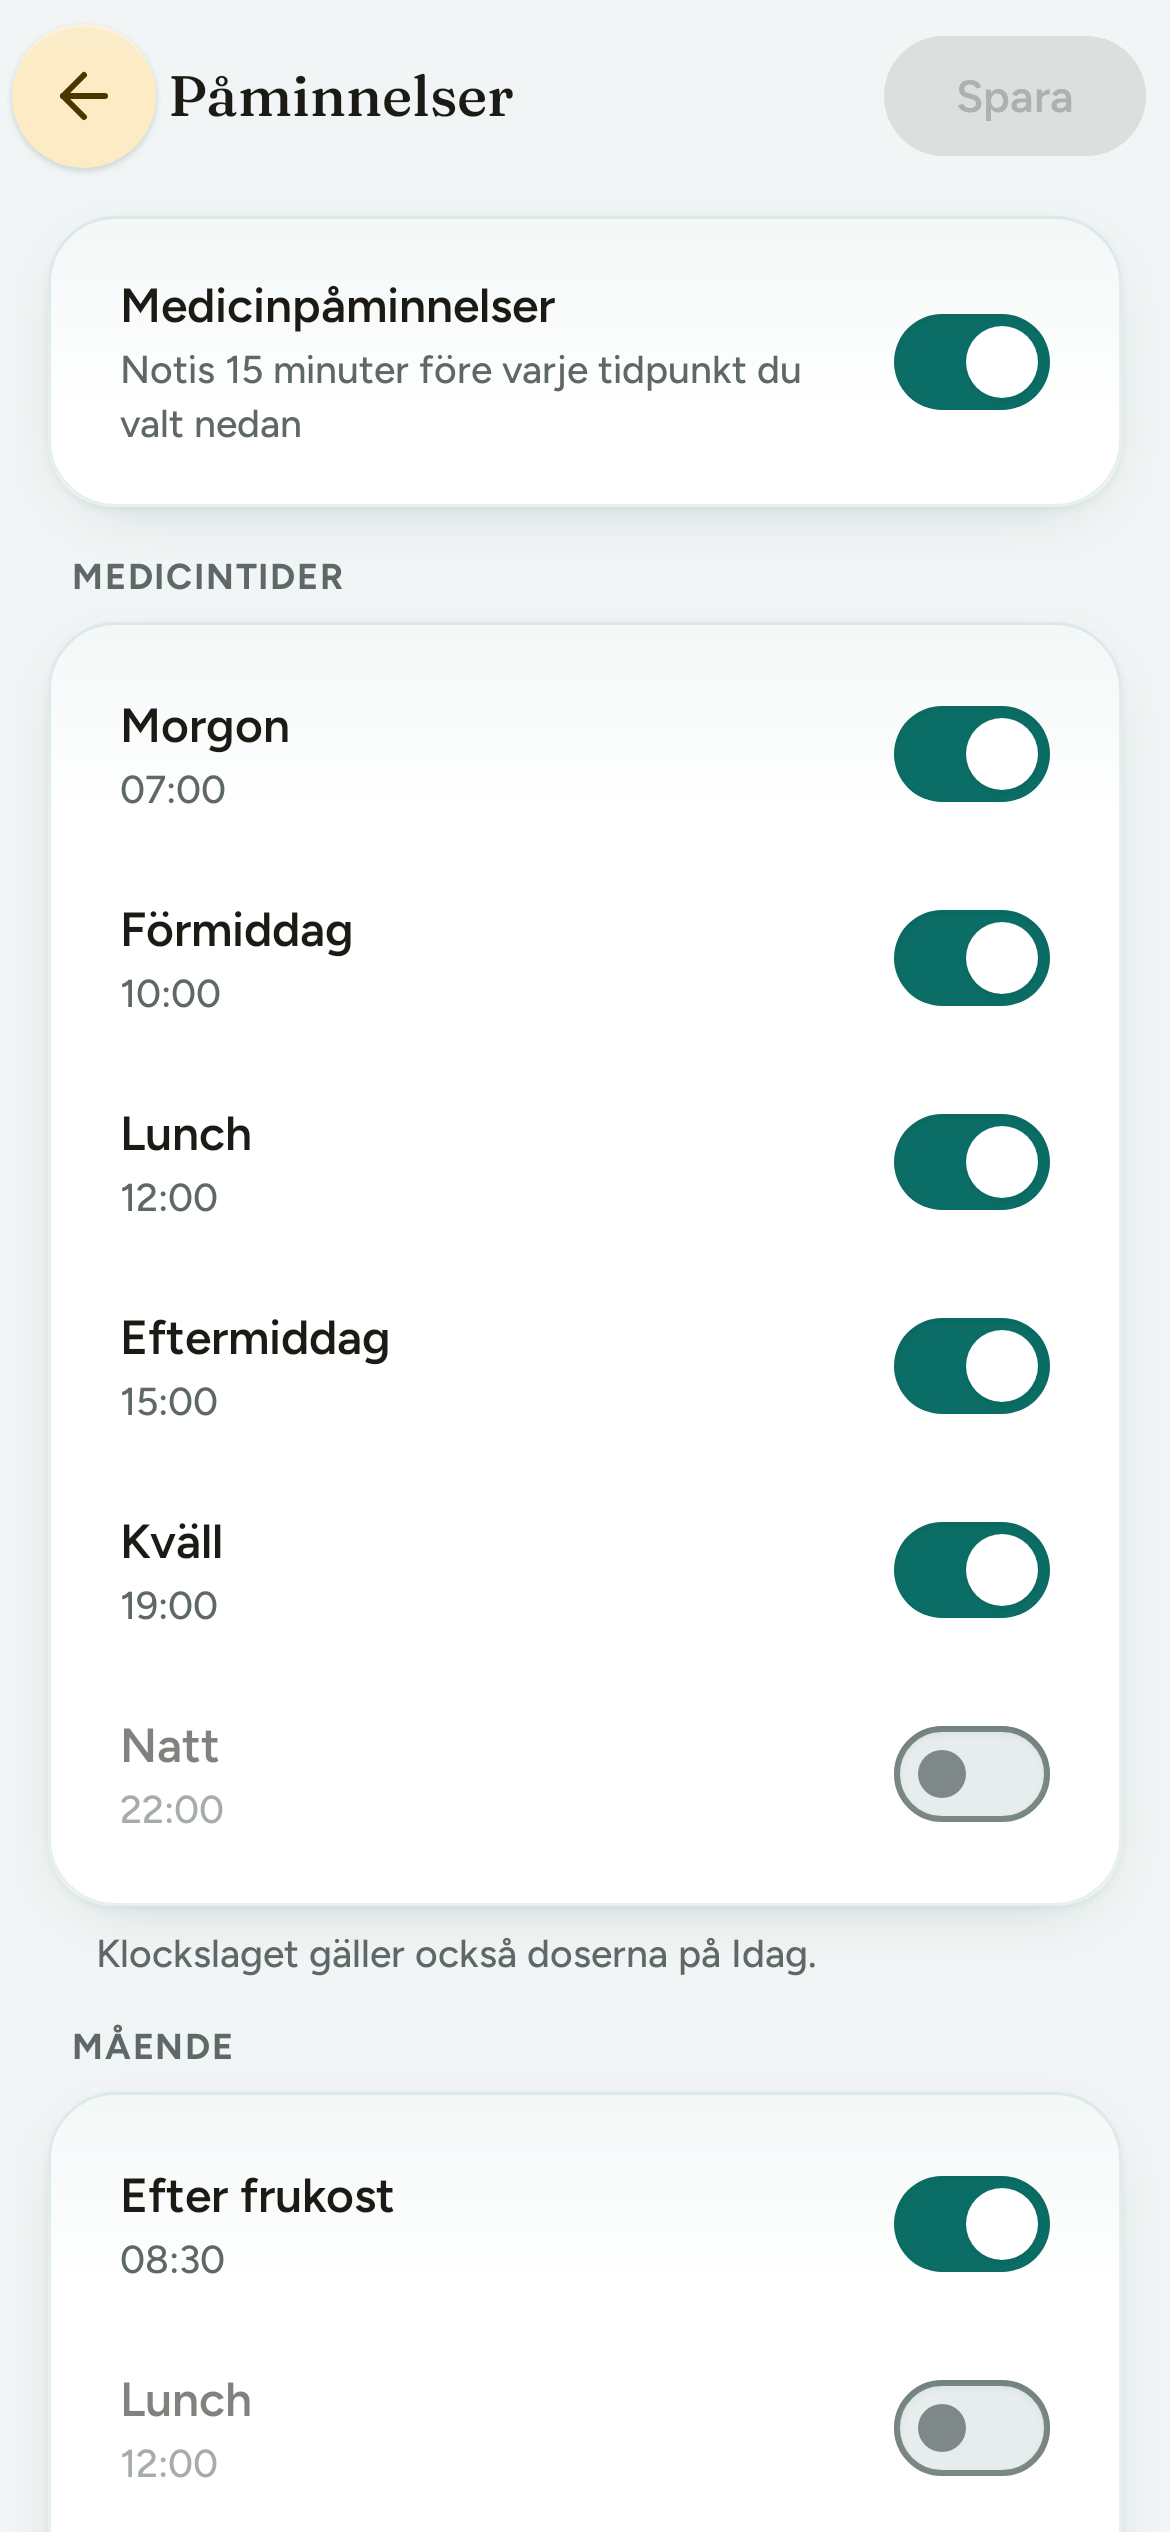 Påminnelser
Spara
Medicinpåminnelser
Notis 15 minuter före varje tidpunkt du
valt nedan
MEDICINTIDER
Morgon
07:00
Förmiddag
10:00
Lunch
12:00
Eftermiddag
15:00
Kväll
19:00
Natt
22:00
Klockslaget gäller också doserna på Idag.
MÅENDE
Efter frukost
08:30
Lunch
12:00